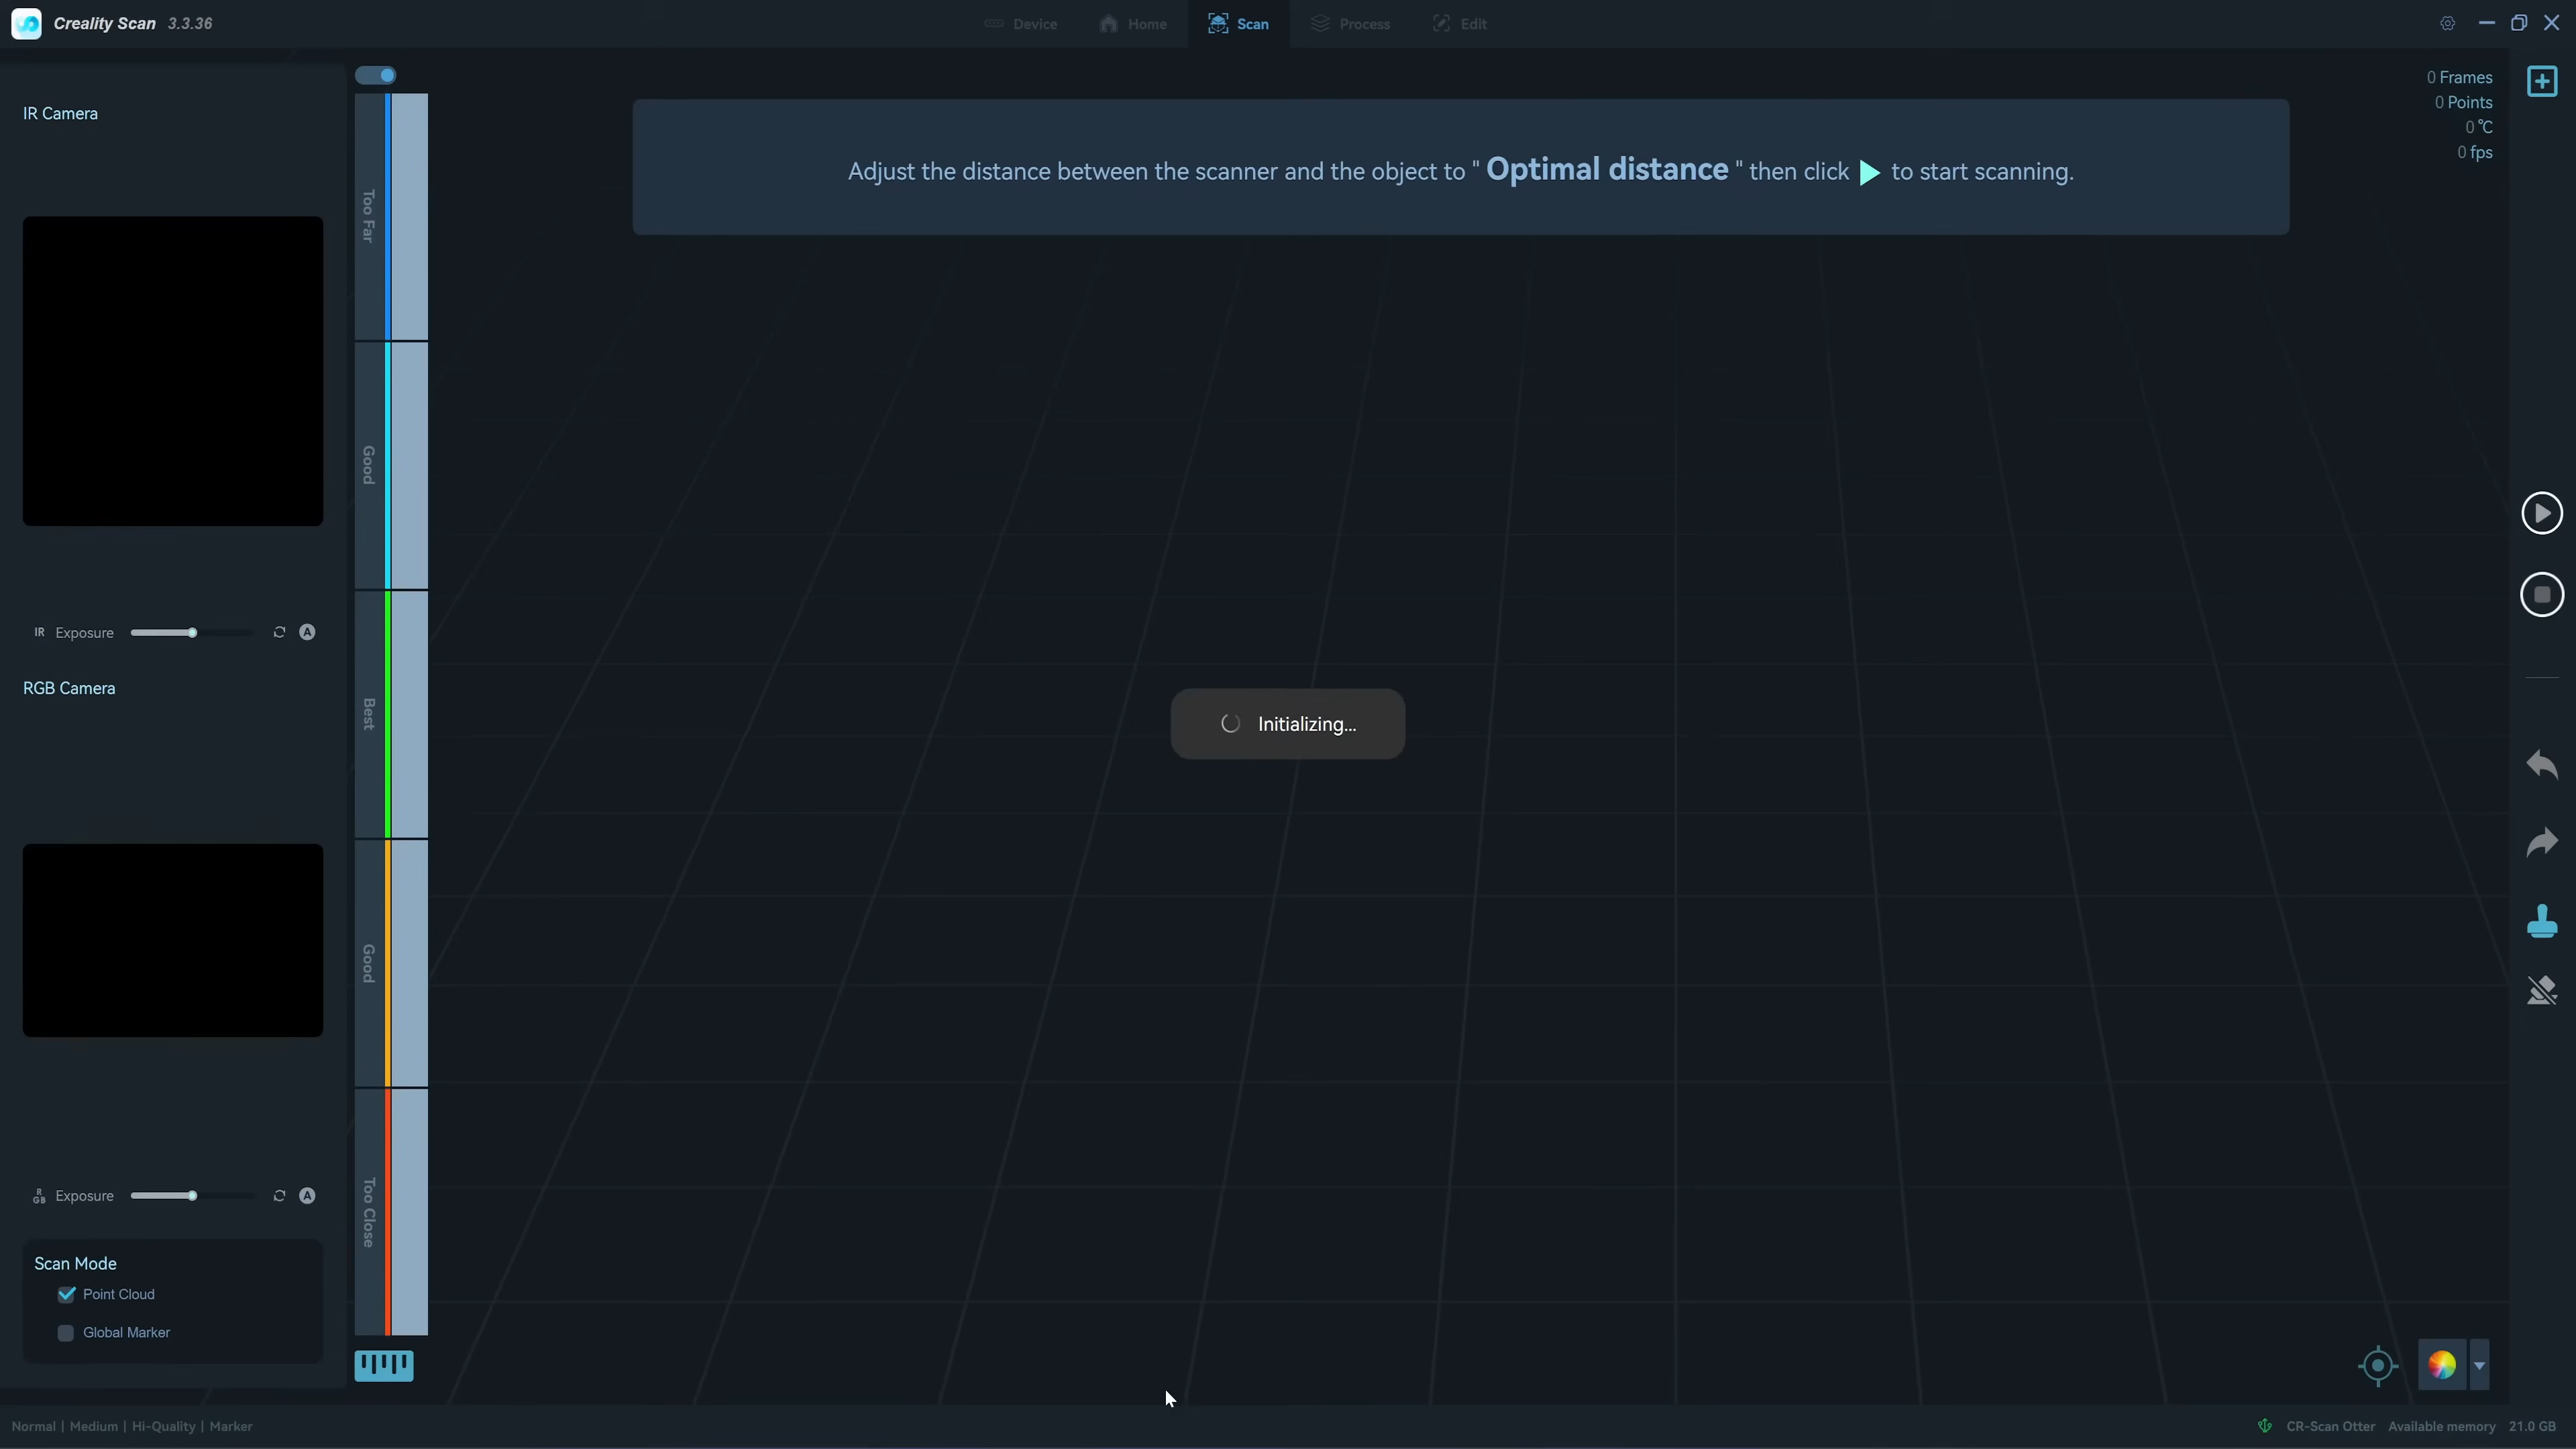 Creality Scan 3.3.36
Device
Home
Scan
Process
Edit
0 Frames
0 Points
0 °C
0 fps
IR Camera
Adjust the distance between the scanner and the object to " Optimal distance " then click to start scanning.
Too Far
Good
Best
Good
Too Close
IR Exposure A
RGB Camera
Initializing...
RGB Exposure A
Scan Mode
Point Cloud
Global Marker
Normal | Medium | Hi-Quality | Marker
CR-Scan Otter Available memory 21.0 GB